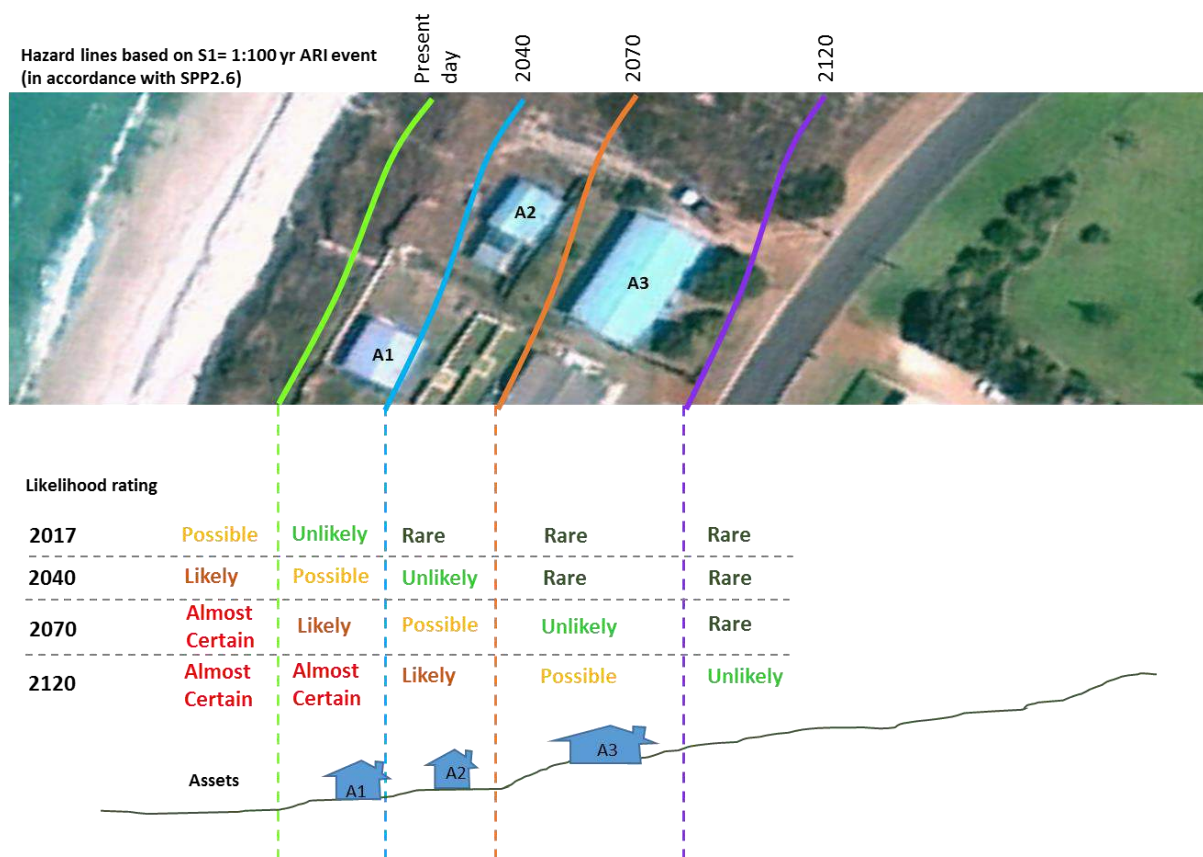 Hazard lines based on S1= 1:100 yr ARI event
(in accordance with SPP2.6)
Present
day
2040
2070
2120
A2
A3
A1
Likelihood rating
2017 Possible Unlikely Rare Rare Rare
2040 Likely Possible Unlikely Rare Rare
2070 Almost Certain Likely Possible Unlikely Rare
2120 Almost Certain Almost Certain Likely Possible Unlikely
Assets
A1
A2
A3